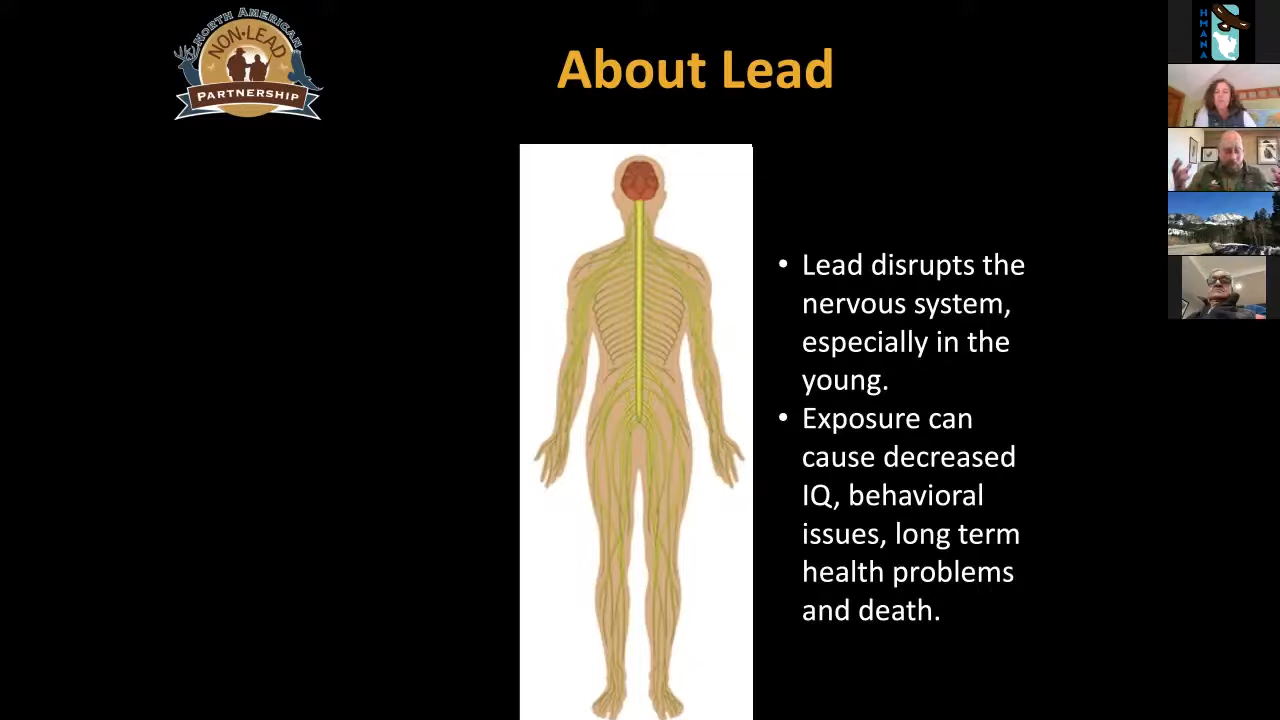 NORTH AMERICAN
NON-LEAD
PARTNERSHIP
About Lead
HMANA
• Lead disrupts the
nervous system,
especially in the
young.
• Exposure can
cause decreased
IQ, behavioral
issues, long term
health problems
and death.